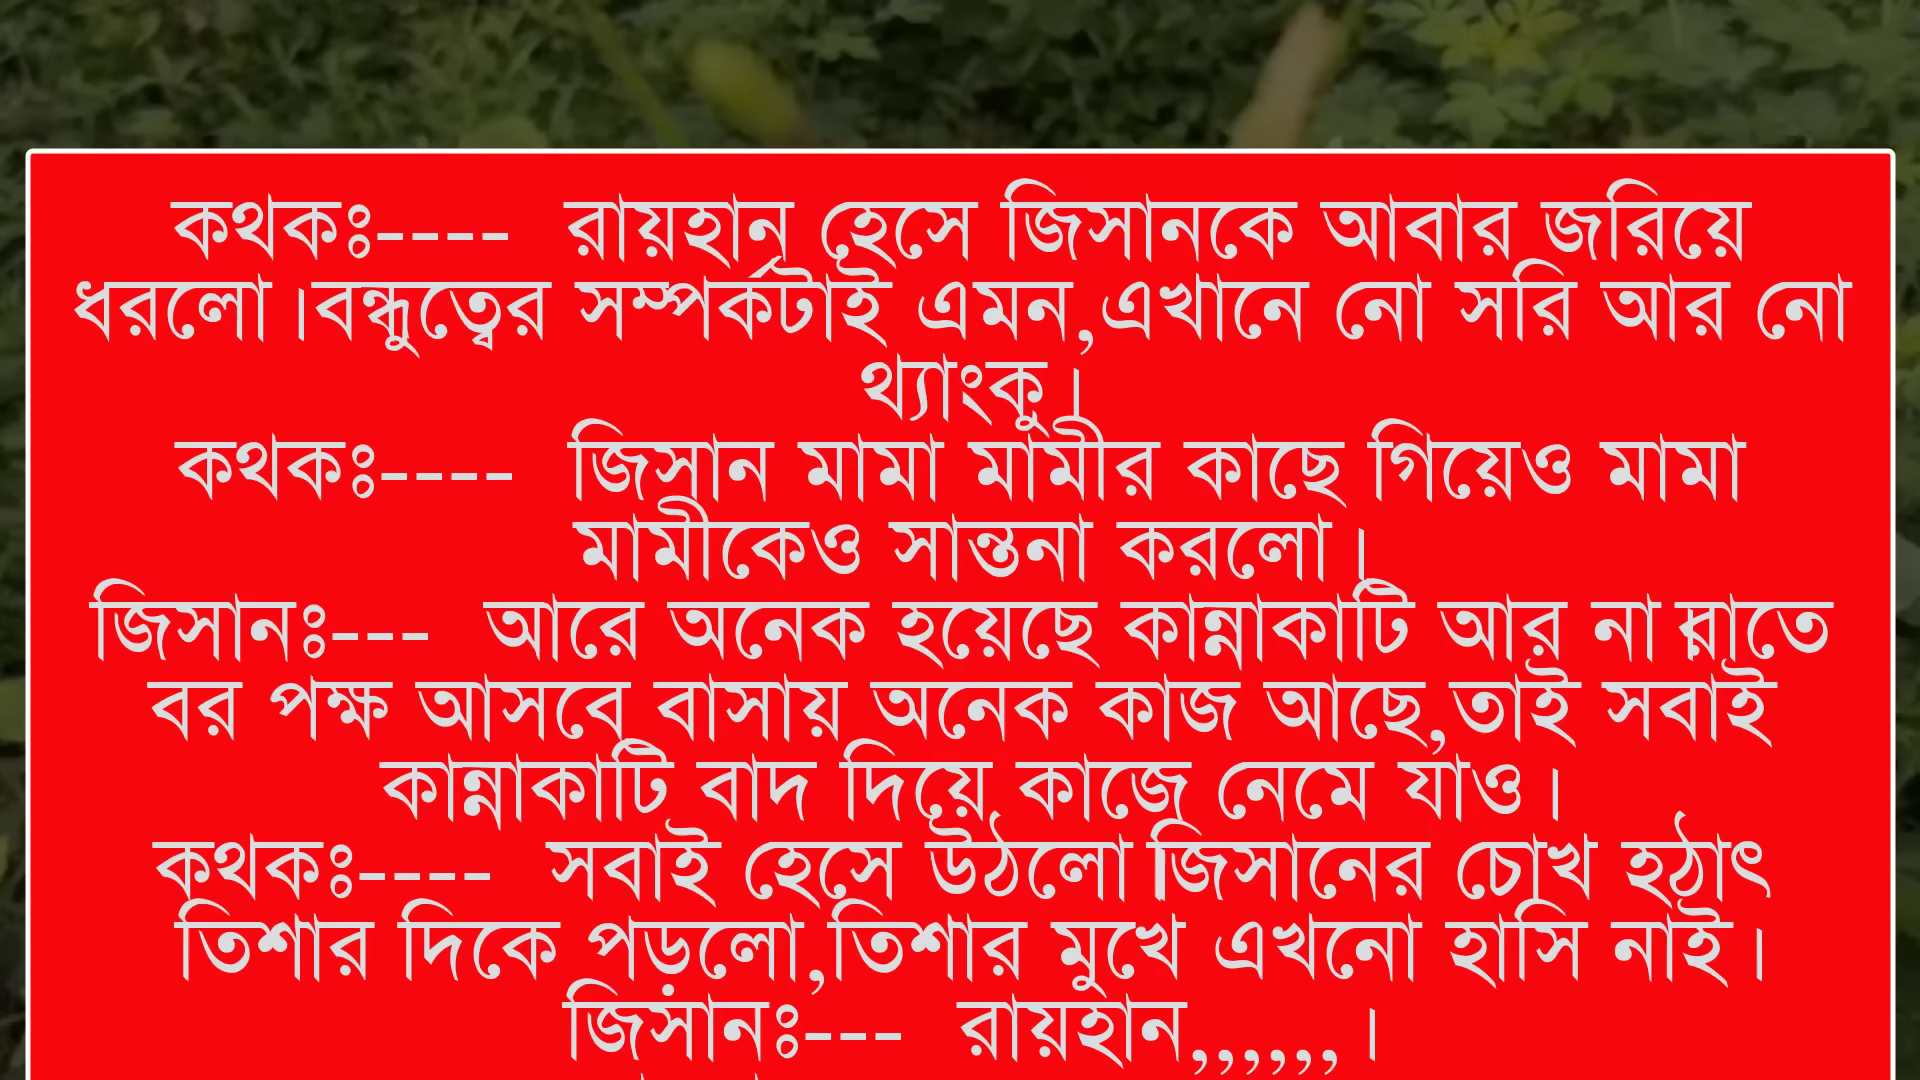 কথকঃ---- রায়হান হেসে জিসানকে আবার জরিয়ে
ধরলো।বন্ধুত্বের সম্পর্কটাই এমন,এখানে নো সরি আর নো
থ্যাংকু।
কথকঃ---- জিসান মামা মামীর কাছে গিয়েও মামা
মামীকেও সান্তনা করলো।
জিসানঃ--- আরে অনেক হয়েছে কান্নাকাটি আর না।রাতে
বর পক্ষ আসবে বাসায় অনেক কাজ আছে,তাই সবাই
কান্নাকাটি বাদ দিয়ে কাজে নেমে যাও।
কথকঃ---- সবাই হেসে উঠলো।জিসানের চোখ হঠাৎ
তিশার দিকে পড়লো,তিশার মুখে এখনো হাসি নাই।
জিসানঃ--- রায়হান,,,,,,।